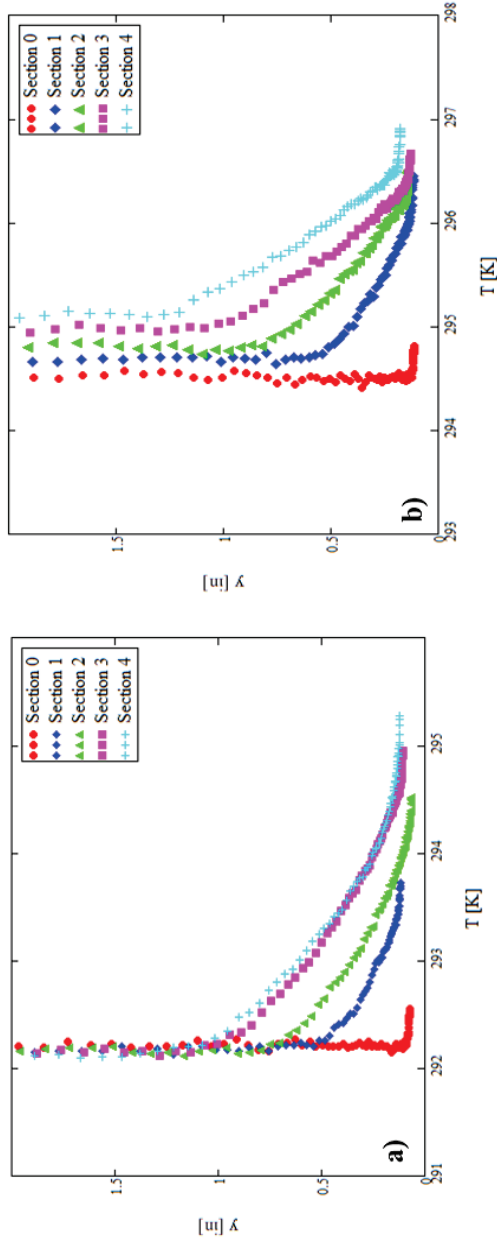 Section 0
Section 1
Section 2
Section 3
Section 4
y [in]
1.5
1
0.5
0
291
292
293
294
295
T [K]
a)
Section 0
Section 1
Section 2
Section 3
Section 4
y [in]
1.5
1
0.5
0
293
294
295
296
297
298
T [K]
b)